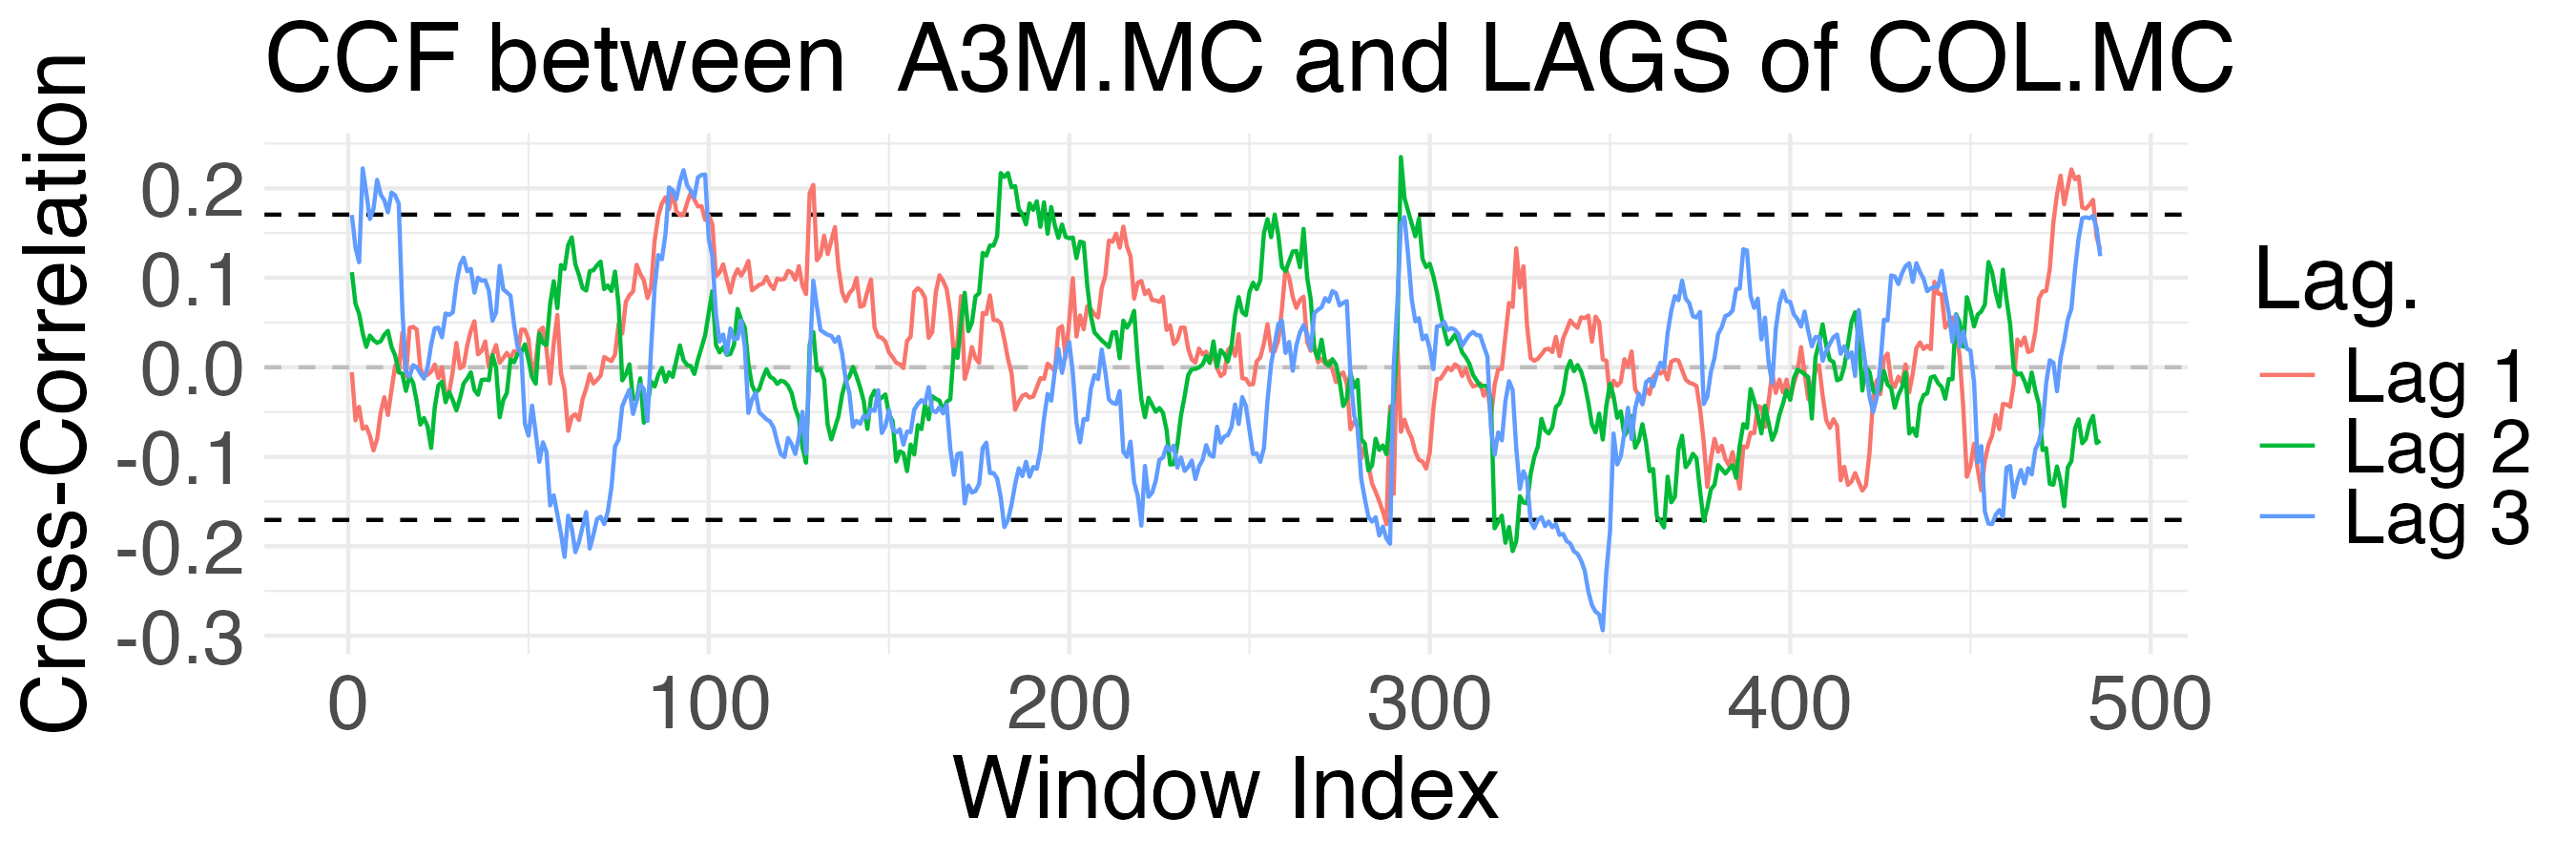 CCF between  A3M.MC and LAGS of COL.MC
Cross-Correlation
0.2
0.1
0.0
-0.1
-0.2
-0.3
0 100 200 300 400 500
Window Index
Lag.
Lag 1
Lag 2
Lag 3